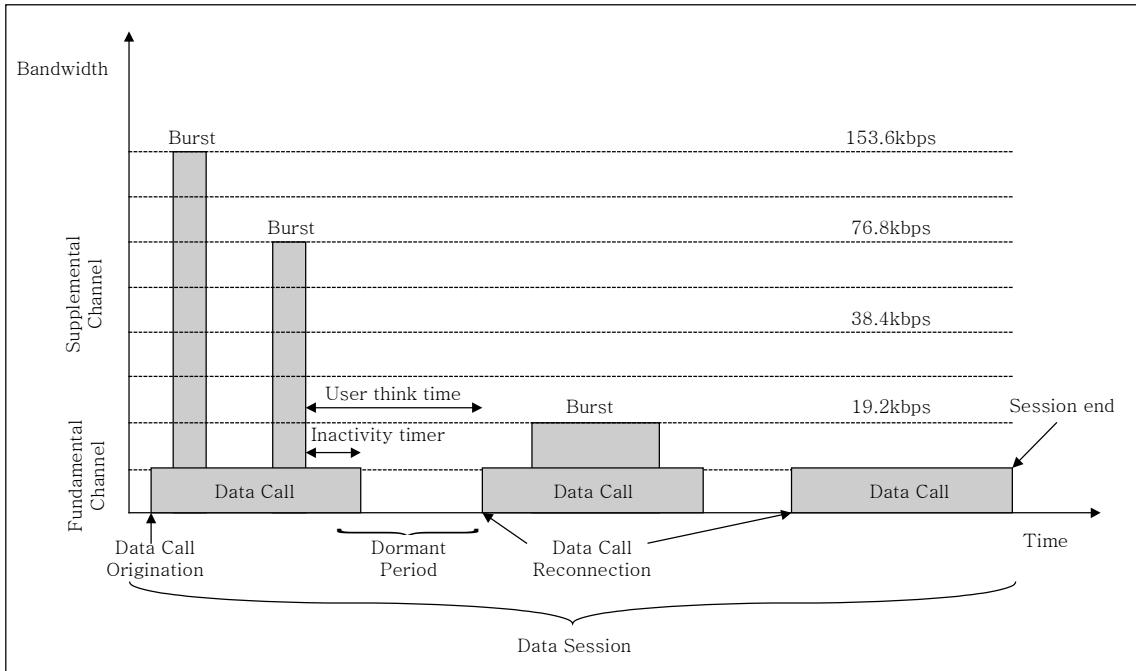 Bandwidth
Burst
153.6kbps
Burst
76.8kbps
Supplemental
Channel
38.4kbps
User think time
Burst
19.2kbps
Session end
Inactivity timer
Fundamental
Channel
Data Call
Data Call
Data Call
Time
Data Call
Origination
Dormant
Period
Data Call
Reconnection
Data Session